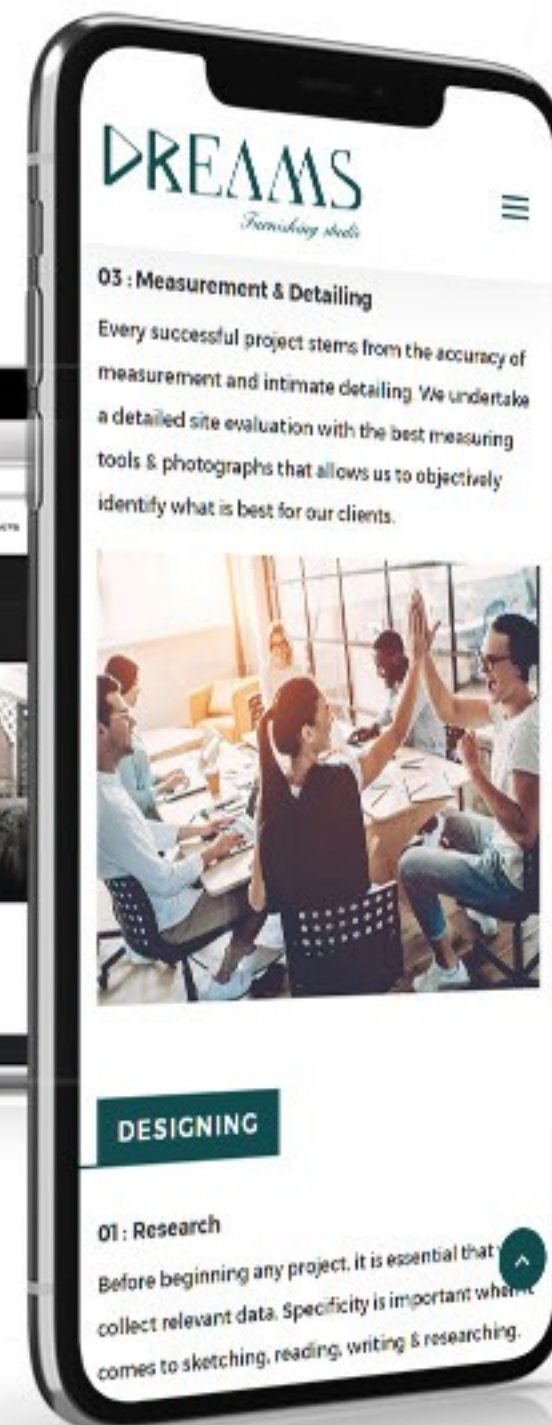 DREAMS
Furnishing studio
03 : Measurement & Detailing
Every successful project stems from the accuracy of
measurement and intimate detailing. We undertake
a detailed site evaluation with the best measuring
tools & photographs that allows us to objectively
identify what is best for our clients.
DESIGNING
01 : Research
Before beginning any project, it is essential that
collect relevant data. Specificity is important when
comes to sketching, reading, writing & researching.